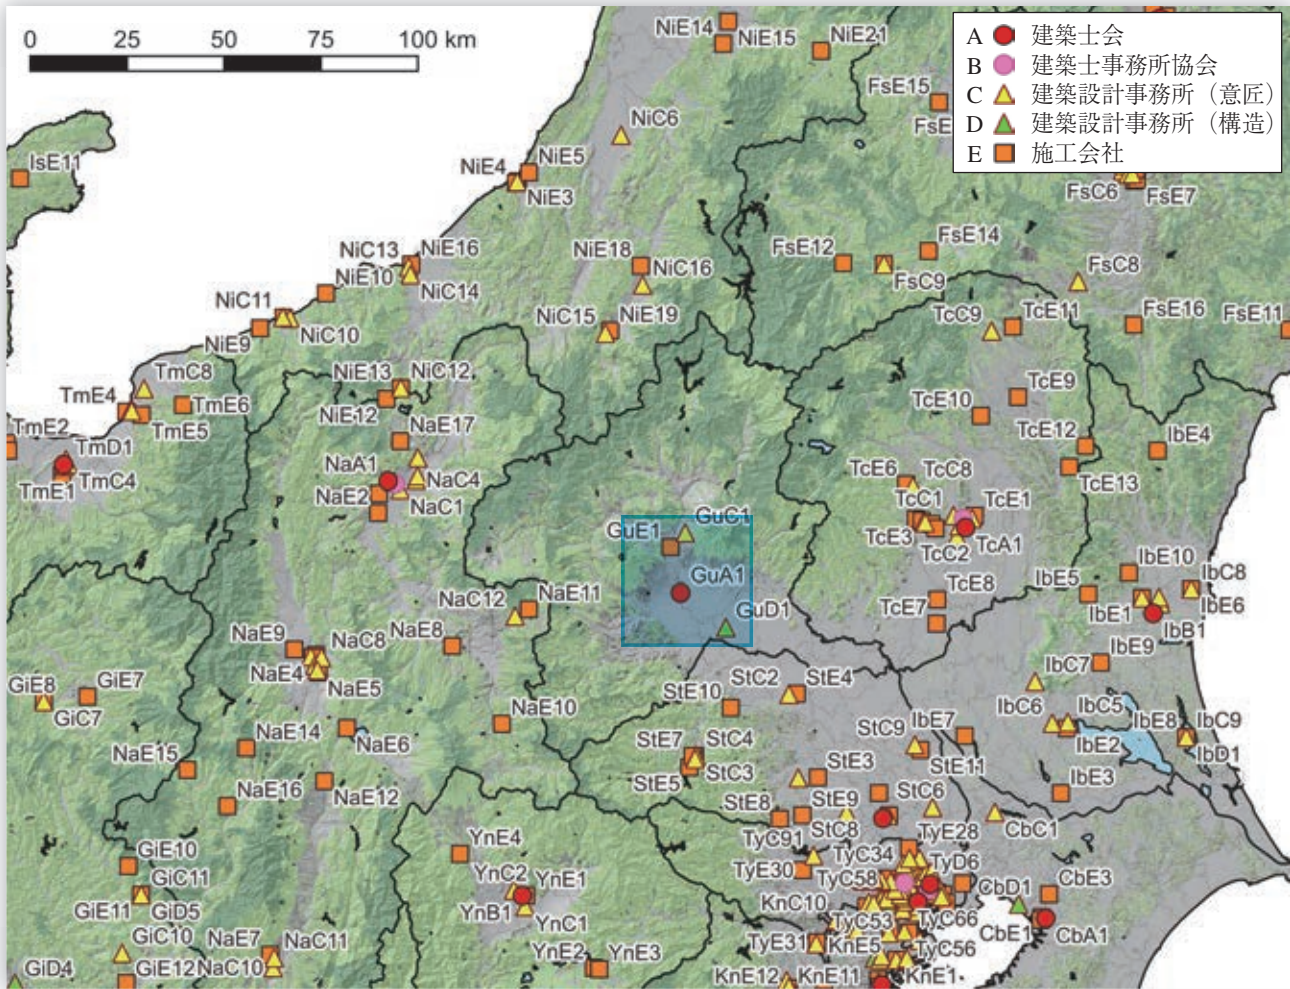 0 25 50 75 100 km
A 建築士会
B 建築士事務所協会
C 建築設計事務所（意匠）
D 建築設計事務所（構造）
E 施工会社
NiE14
NiE15
NiE21
FsE15
FsE
NiC6
IsE11
NiE4
NiE5
NiE3
FsC6
FsE7
NiC13
NiE16
NiE10
NiC14
NiE18
NiC16
FsE12
FsE14
FsC9
FsC8
NiC11
NiC10
NiE9
NiC15
NiE19
TcC9
TcE11
FsE16
FsE11
TmC8
NiE13
NiC12
TmE4
TmE6
TmE5
NiE12
TcE9
TcE10
TmE2
TmD1
NaE17
TcE12
IbE4
NaA1
NaC4
TmE1
TmC4
NaE2
NaC1
TcE6
TcC8
TcE13
TcC1
TcE1
GuE1
GuC1
TcE3
TcC2
TcA1
IbE10
GuA1
TcE8
IbE5
IbC8
NaE11
NaC12
GuD1
TcE7
IbE1
IbE6
IbB1
NaE9
NaC8
NaE8
IbE9
NaE4
NaE5
IbC7
GiE8
GiE7
GiC7
StC2
StE4
StE10
NaE10
IbC6
IbC5
IbE8
IbC9
NaE14
NaE6
StC9
IbE7
StE7
StC4
IbE2
IbD1
NaE15
StE5
StC3
StE3
StE11
IbE3
NaE16
NaE12
StE8
StE9
StC6
StC8
TyE28
CbC1
YnE4
TyC91
TyC34
TyD6
GiE10
GiC11
YnC2
YnE1
TyE30
TyC58
CbD1
CbE3
GiE11
GiD5
YnB1
YnC1
KnC10
TyC53
TyC66
CbE1
CbA1
GiC10
NaE7
NaC11
YnE2
YnE3
TyE31
KnE5
TyC56
GiD4
GiE12
NaC10
KnE12
KnE11
KnE1